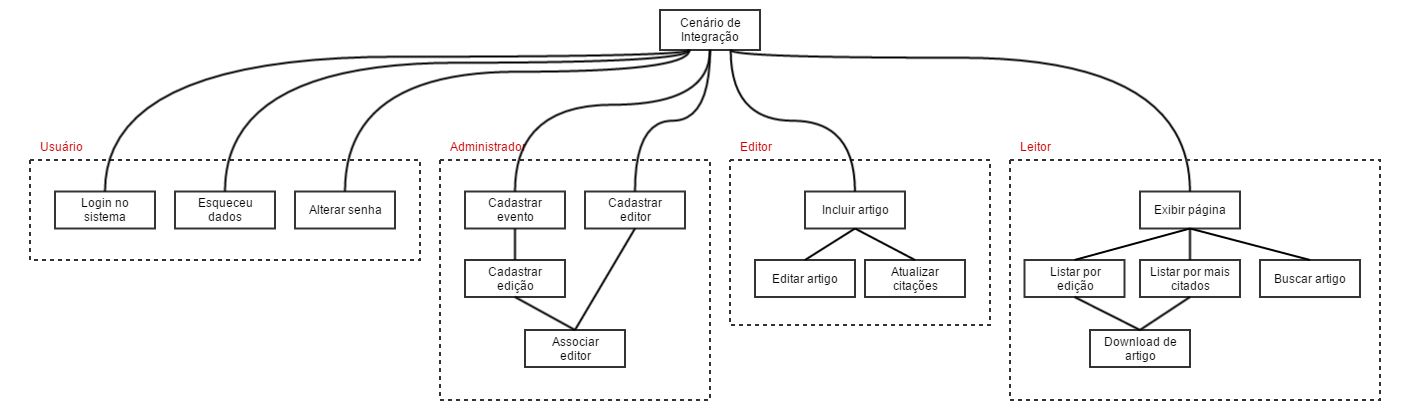 Cenário de
Integração
Usuário
Login no
sistema
Esqueceu
dados
Alterar senha
Administrador
Cadastrar
evento
Cadastrar
editor
Cadastrar
edição
Associar
editor
Editor
Incluir artigo
Editar artigo
Atualizar
citações
Leitor
Exibir página
Listar por
edição
Listar por mais
citados
Buscar artigo
Download de
artigo